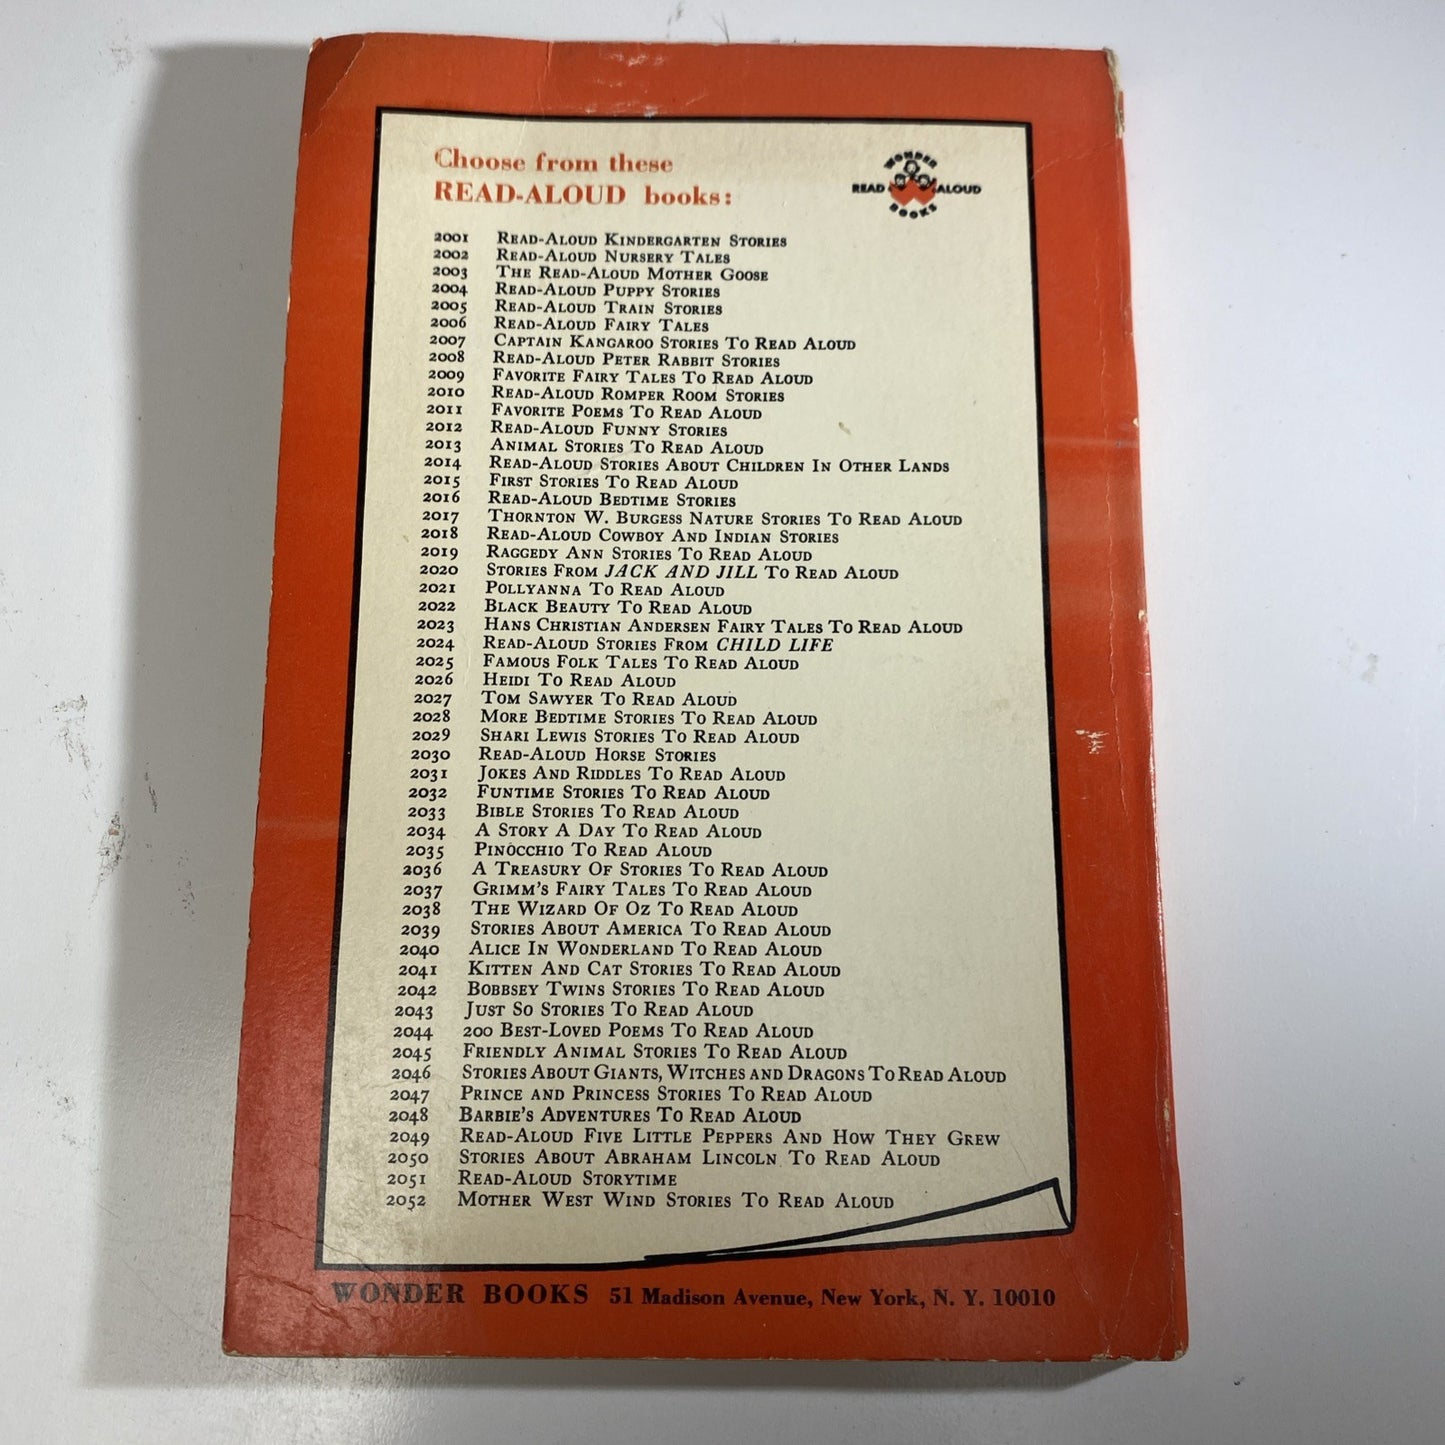 Choose from these
READ-ALOUD books:
WONDER
READ ALOUD
BOOKS
2001 READ-ALOUD KINDERGARTEN STORIES
2002 READ-ALOUD NURSERY TALES
2003 THE READ-ALOUD MOTHER GOOSE
2004 READ-ALOUD PUPPY STORIES
2005 READ-ALOUD TRAIN STORIES
2006 READ-ALOUD FAIRY TALES
2007 CAPTAIN KANGAROO STORIES TO READ ALOUD
2008 READ-ALOUD PETER RABBIT STORIES
2009 FAVORITE FAIRY TALES TO READ ALOUD
2010 READ-ALOUD ROMPER ROOM STORIES
2011 FAVORITE POEMS TO READ ALOUD
2012 READ-ALOUD FUNNY STORIES
2013 ANIMAL STORIES TO READ ALOUD
2014 READ-ALOUD STORIES ABOUT CHILDREN IN OTHER LANDS
2015 FIRST STORIES TO READ ALOUD
2016 READ-ALOUD BEDTIME STORIES
2017 THORNTON W. BURGESS NATURE STORIES TO READ ALOUD
2018 READ-ALOUD COWBOY AND INDIAN STORIES
2019 RAGGEDY ANN STORIES TO READ ALOUD
2020 STORIES FROM JACK AND JILL TO READ ALOUD
2021 POLLYANNA TO READ ALOUD
2022 BLACK BEAUTY TO READ ALOUD
2023 HANS CHRISTIAN ANDERSEN FAIRY TALES TO READ ALOUD
2024 READ-ALOUD STORIES FROM CHILD LIFE
2025 FAMOUS FOLK TALES TO READ ALOUD
2026 HEIDI TO READ ALOUD
2027 TOM SAWYER TO READ ALOUD
2028 MORE BEDTIME STORIES TO READ ALOUD
2029 SHARI LEWIS STORIES TO READ ALOUD
2030 READ-ALOUD HORSE STORIES
2031 JOKES AND RIDDLES TO READ ALOUD
2032 FUNTIME STORIES TO READ ALOUD
2033 BIBLE STORIES TO READ ALOUD
2034 A STORY A DAY TO READ ALOUD
2035 PINOCCHIO TO READ ALOUD
2036 A TREASURY OF STORIES TO READ ALOUD
2037 GRIMM'S FAIRY TALES TO READ ALOUD
2038 THE WIZARD OF OZ TO READ ALOUD
2039 STORIES ABOUT AMERICA TO READ ALOUD
2040 ALICE IN WONDERLAND TO READ ALOUD
2041 KITTEN AND CAT STORIES TO READ ALOUD
2042 BOBBSEY TWINS STORIES TO READ ALOUD
2043 JUST SO STORIES TO READ ALOUD
2044 200 BEST-LOVED POEMS TO READ ALOUD
2045 FRIENDLY ANIMAL STORIES TO READ ALOUD
2046 STORIES ABOUT GIANTS, WITCHES AND DRAGONS TO READ ALOUD
2047 PRINCE AND PRINCESS STORIES TO READ ALOUD
2048 BARBIE'S ADVENTURES TO READ ALOUD
2049 READ-ALOUD FIVE LITTLE PEPPERS AND HOW THEY GREW
2050 STORIES ABOUT ABRAHAM LINCOLN TO READ ALOUD
2051 READ-ALOUD STORYTIME
2052 MOTHER WEST WIND STORIES TO READ ALOUD
WONDER BOOKS 51 Madison Avenue, New York, N. Y. 10010